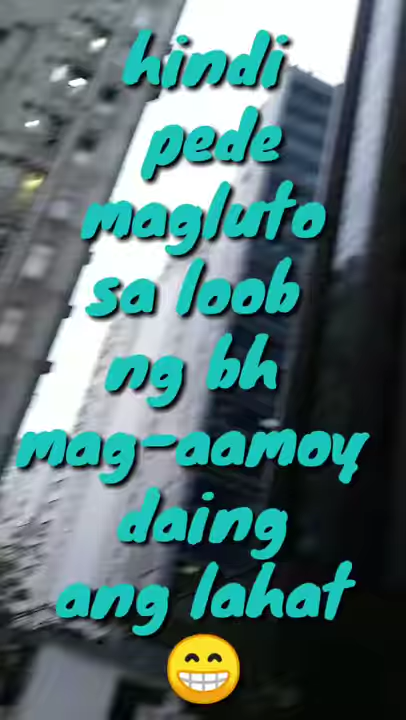 hindi
pede
magluto
sa loob
ng bh
mag-aamoy
daing
ang lahat
😁